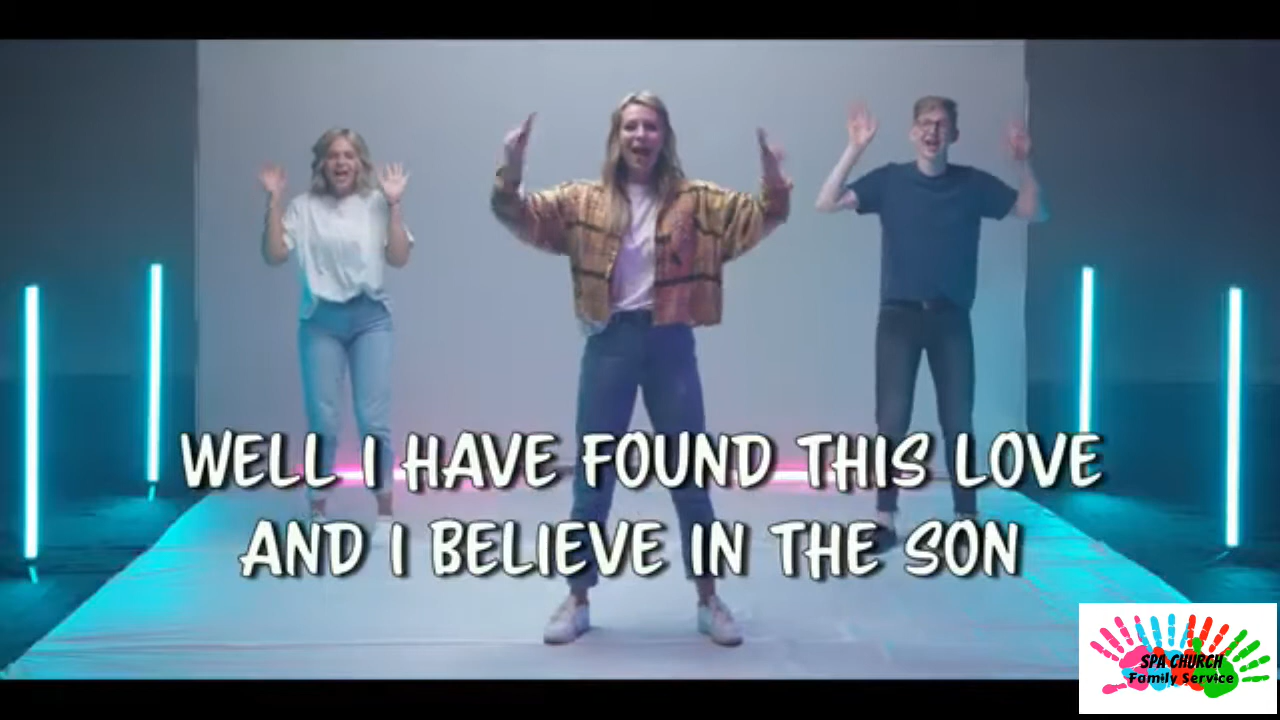 WELL I HAVE FOUND THIS LOVE
AND I BELIEVE IN THE SON
SPA CHURCH
Family Service